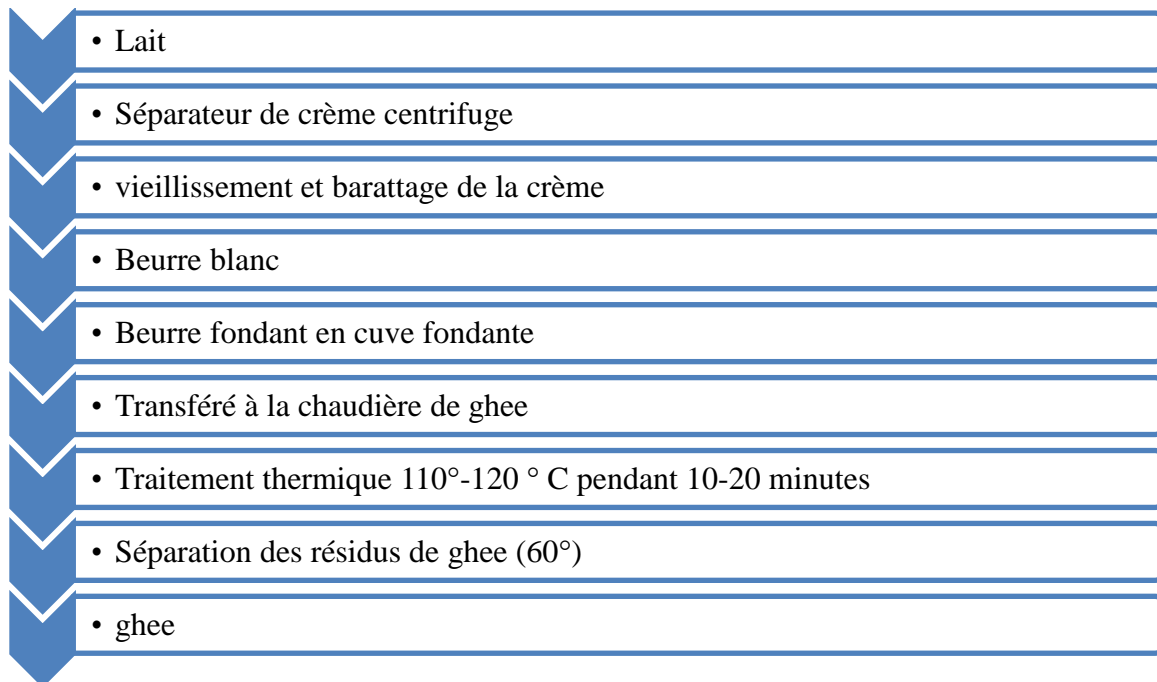 • Lait
• Séparateur de crème centrifuge
• vieillissement et barattage de la crème
• Beurre blanc
• Beurre fondant en cuve fondante
• Transféré à la chaudière de ghee
• Traitement thermique 110°-120 ° C pendant 10-20 minutes
• Séparation des résidus de ghee (60°)
• ghee